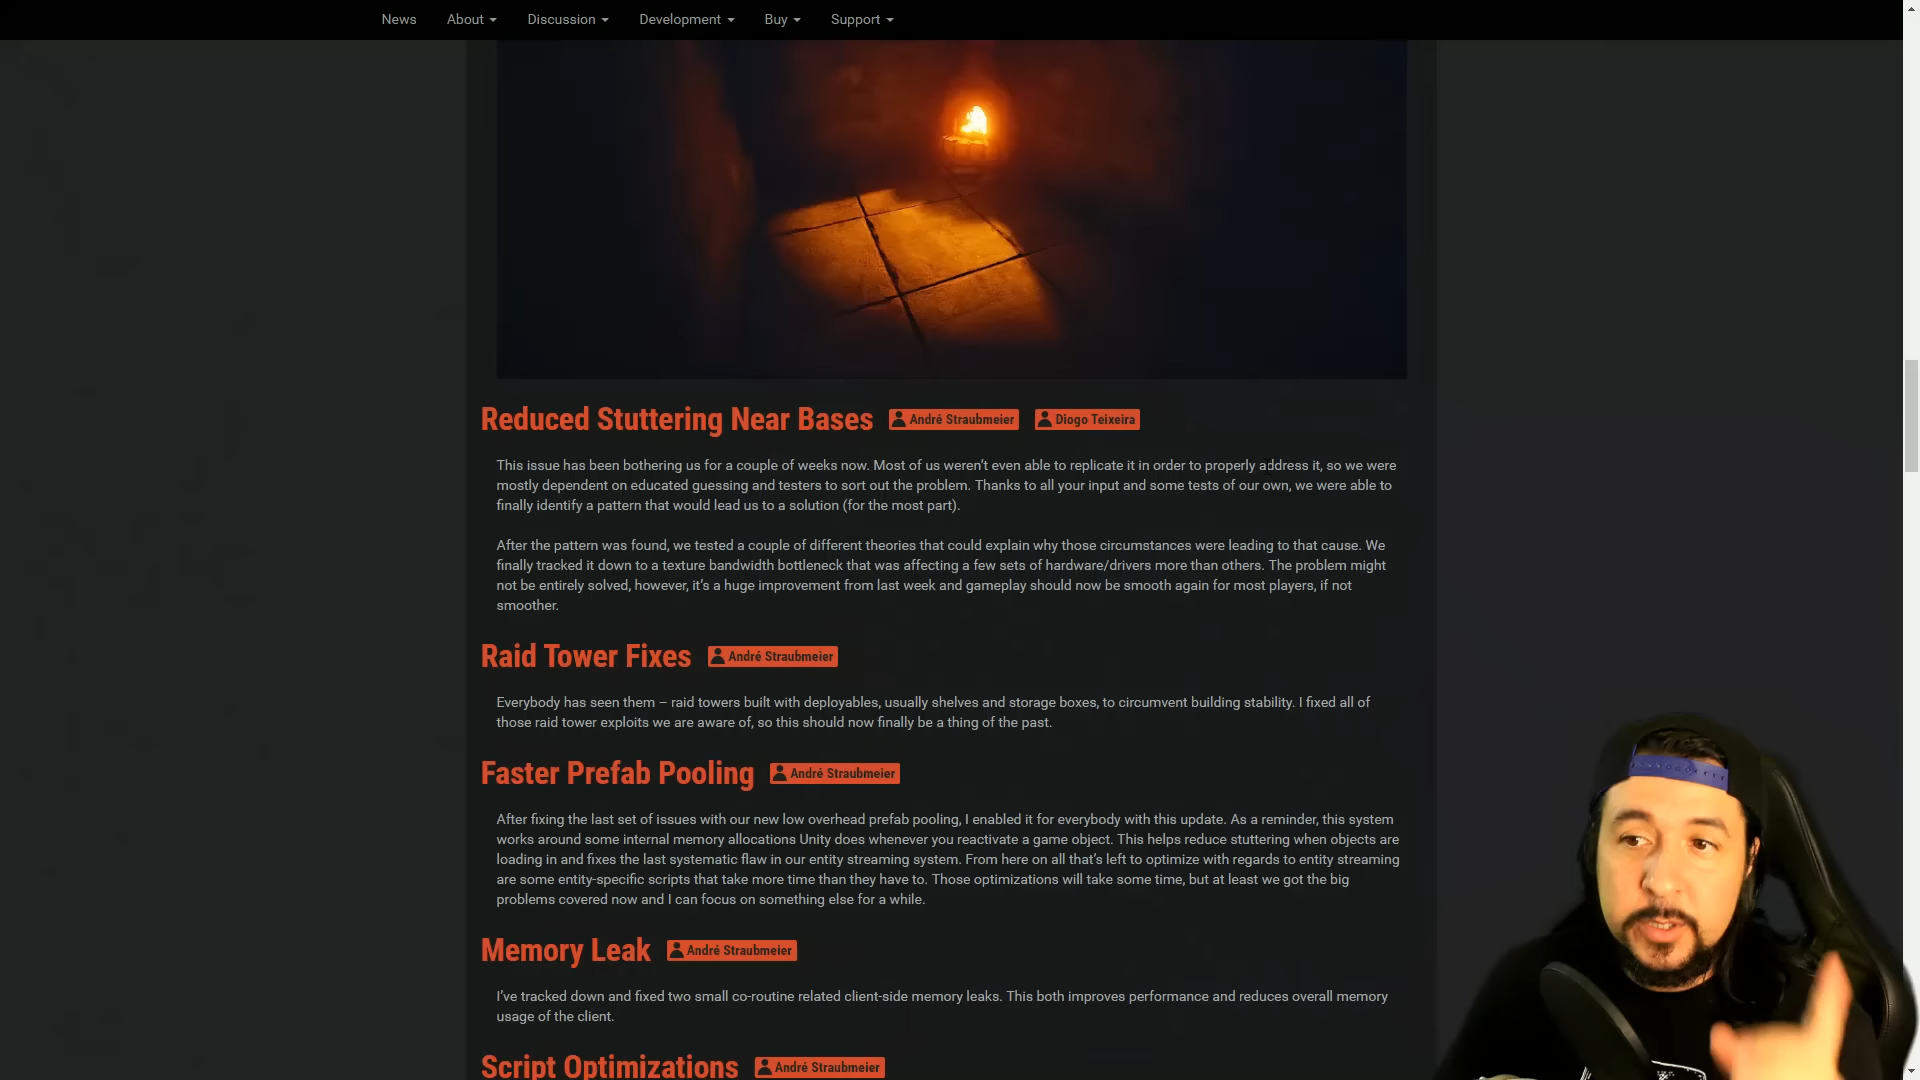 News About Discussion Development Buy Support
Reduced Stuttering Near Bases André Straubmeier Diogo Teixeira
This issue has been bothering us for a couple of weeks now. Most of us weren't even able to replicate it in order to properly address it, so we were
mostly dependent on educated guessing and testers to sort out the problem. Thanks to all your input and some tests of our own, we were able to
finally identify a pattern that would lead us to a solution (for the most part).
After the pattern was found, we tested a couple of different theories that could explain why those circumstances were leading to that cause. We
finally tracked it down to a texture bandwidth bottleneck that was affecting a few sets of hardware/drivers more than others. The problem might
not be entirely solved, however, it's a huge improvement from last week and gameplay should now be smooth again for most players, if not
smoother.
Raid Tower Fixes André Straubmeier
Everybody has seen them – raid towers built with deployables, usually shelves and storage boxes, to circumvent building stability. I fixed all of
those raid tower exploits we are aware of, so this should now finally be a thing of the past.
Faster Prefab Pooling André Straubmeier
After fixing the last set of issues with our new low overhead prefab pooling, I enabled it for everybody with this update. As a reminder, this system
works around some internal memory allocations Unity does whenever you reactivate a game object. This helps reduce stuttering when objects are
loading in and fixes the last systematic flaw in our entity streaming system. From here on all that's left to optimize with regards to entity streaming
are some entity-specific scripts that take more time than they have to. Those optimizations will take some time, but at least we got the big
problems covered now and I can focus on something else for a while.
Memory Leak André Straubmeier
I've tracked down and fixed two small co-routine related client-side memory leaks. This both improves performance and reduces overall memory
usage of the client.
Script Optimizations André Straubmeier